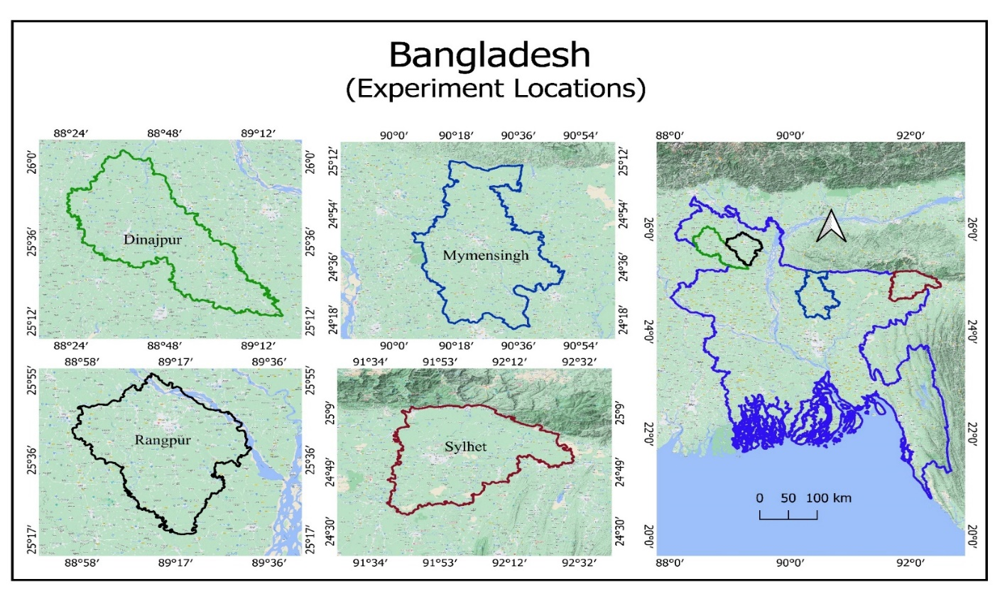 Bangladesh
(Experiment Locations)
88°24′ 88°48′ 89°12′
26°0′ 26°0′
25°36′ 25°36′
Dinajpur
25°12′ 25°12′
88°24′ 88°48′ 89°12′
90°0′ 90°18′ 90°36′ 90°54′
25°12′ 25°12′
24°54′ 24°54′
24°36′ 24°36′
Mymensingh
24°18′ 24°18′
90°0′ 90°18′ 90°36′ 90°54′
88°58′ 89°17′ 89°36′
25°55′ 25°55′
25°36′ 25°36′
Rangpur
25°17′ 25°17′
88°58′ 89°17′ 89°36′
91°34′ 91°53′ 92°12′ 92°32′
25°9′ 25°9′
24°49′ 24°49′
Sylhet
24°30′ 24°30′
91°34′ 91°53′ 92°12′ 92°32′
88°0′ 90°0′ 92°0′
26°0′ 26°0′
24°0′ 24°0′
22°0′ 22°0′
0 50 100 km
20°0′ 20°0′
88°0′ 90°0′ 92°0′